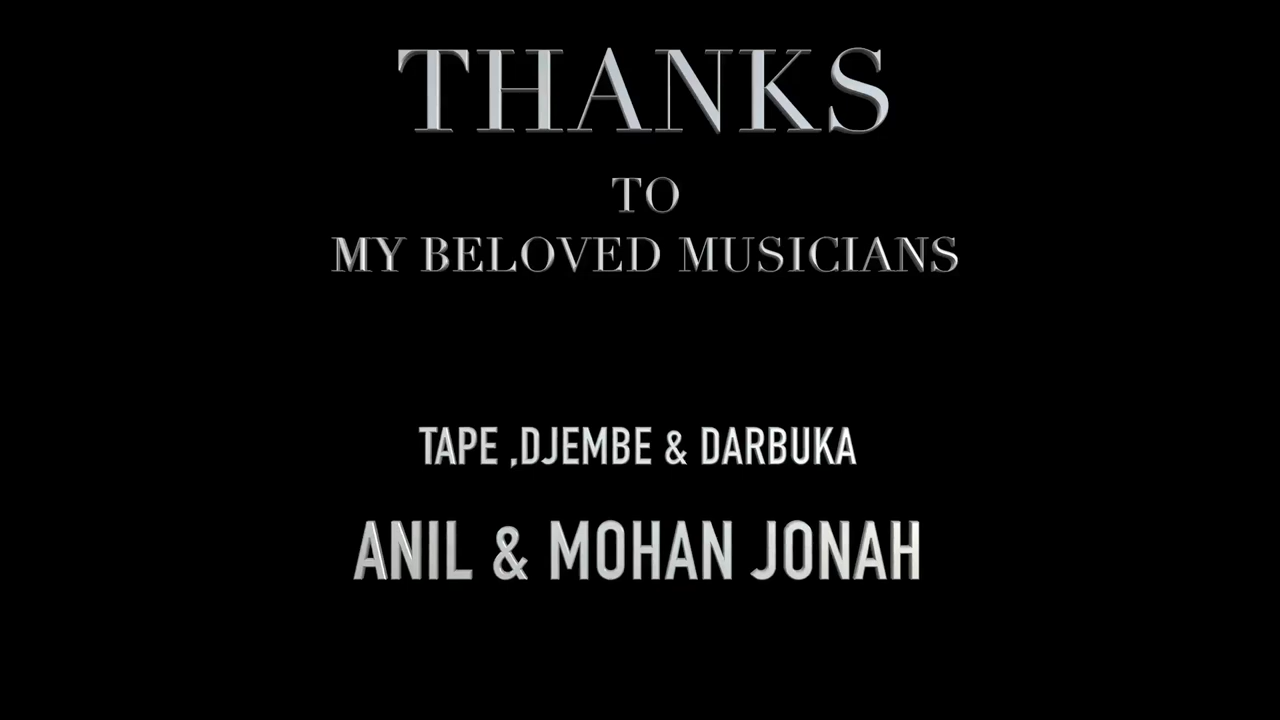 THANKS
TO
MY BELOVED MUSICIANS
TAPE ,DJEMBE & DARBUKA
ANIL & MOHAN JONAH